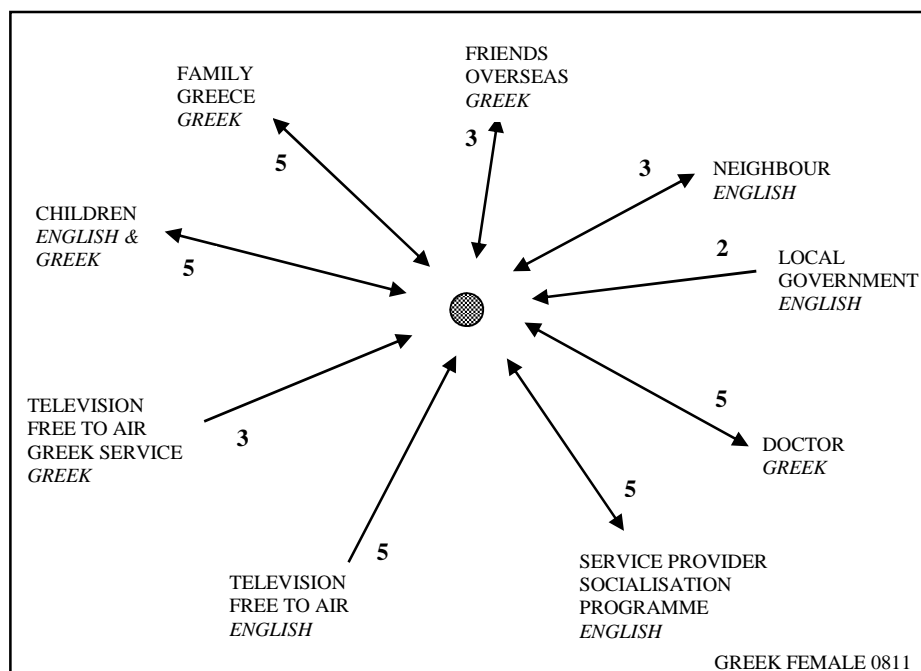 FRIENDS
OVERSEAS
GREEK
3
FAMILY
GREECE
GREEK
5
3
NEIGHBOUR
ENGLISH
CHILDREN
ENGLISH &
GREEK
5
2
LOCAL
GOVERNMENT
ENGLISH
TELEVISION
FREE TO AIR
GREEK SERVICE
GREEK
3
5
DOCTOR
GREEK
5
TELEVISION
FREE TO AIR
ENGLISH
5
SERVICE PROVIDER
SOCIALISATION
PROGRAMME
ENGLISH
GREEK FEMALE 0811